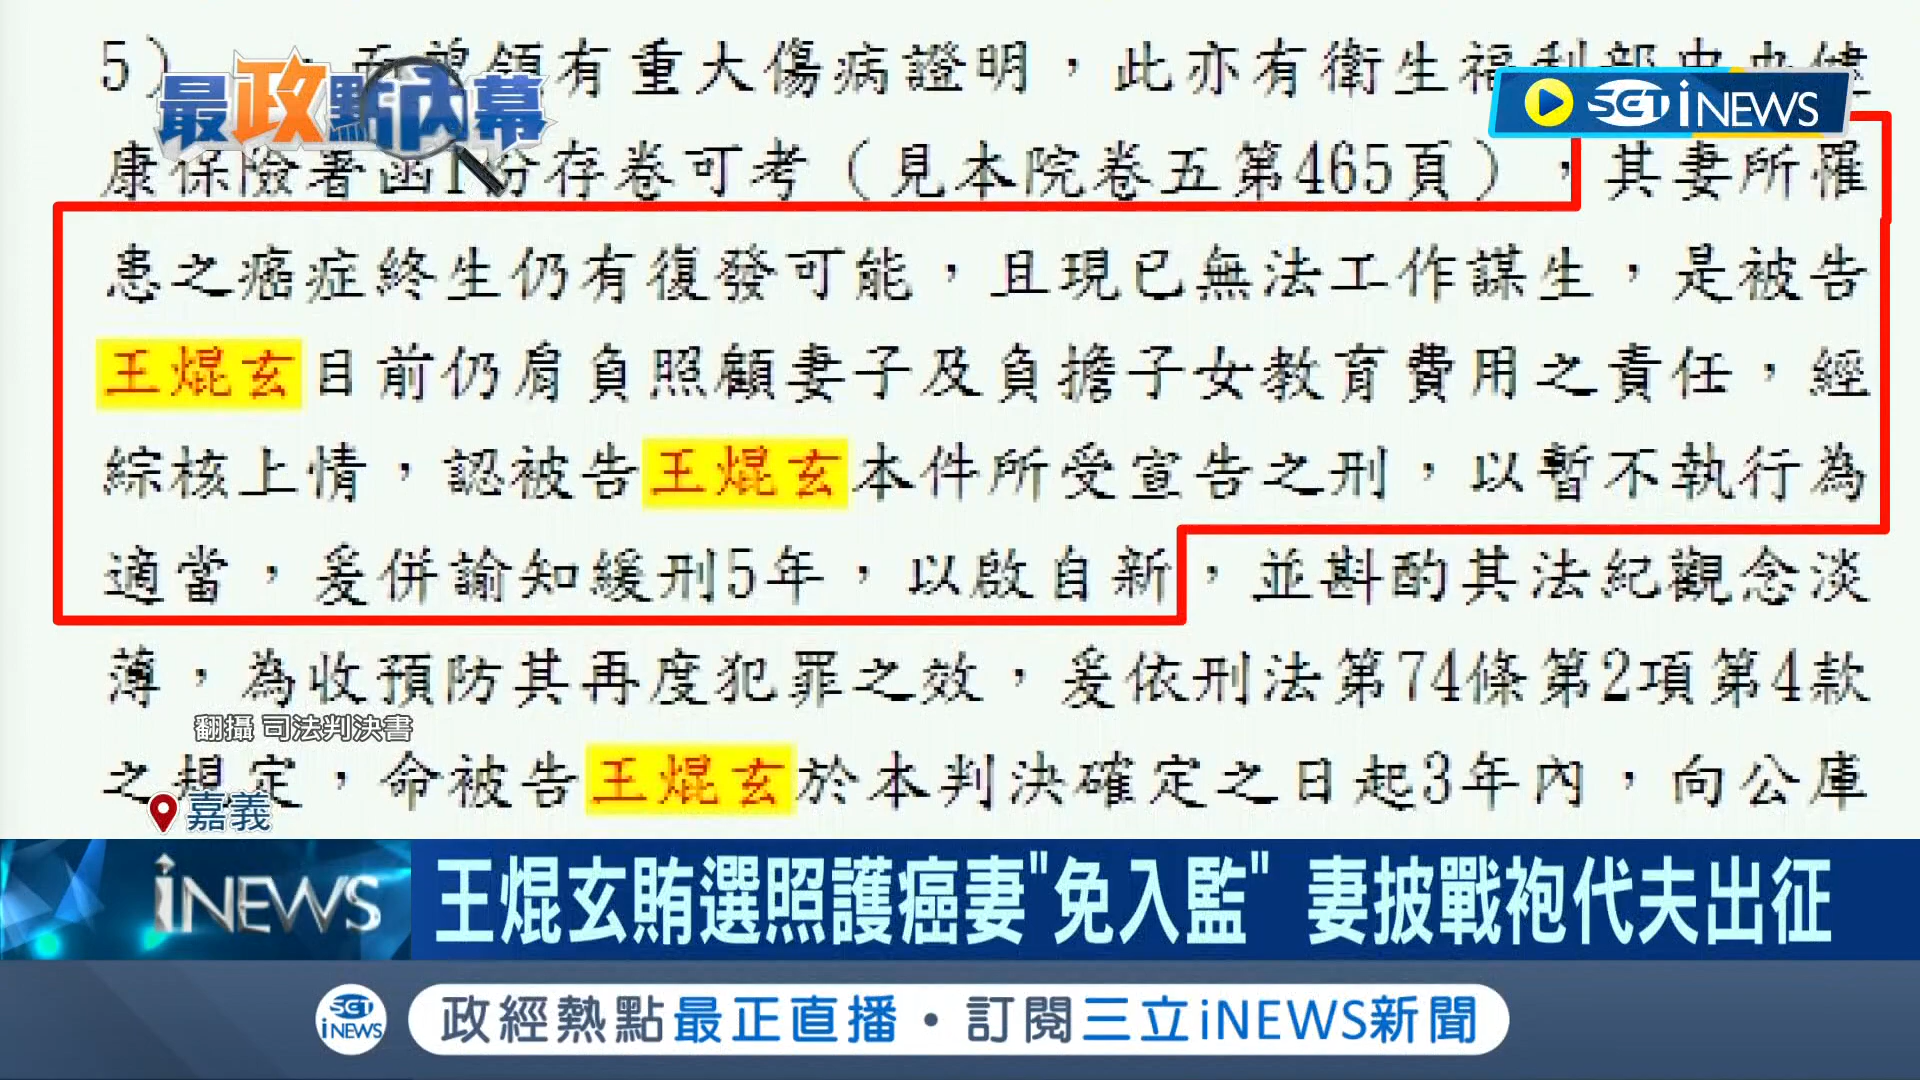 5）
而曾領有重大傷病證明，此亦有衛生福利部中央健
最政點內幕
SETiNEWS
康保險署函1份存卷可考（見本院卷五第465頁），其妻所罹
患之癌症終生仍有復發可能，且現已無法工作謀生，是被告
王焜玄目前仍肩負照顧妻子及負擔子女教育費用之責任，經
綜核上情，認被告王焜玄本件所受宣告之刑，以暫不執行為
適當，爰併諭知緩刑5年，以啟自新，並斟酌其法紀觀念淡
薄，為收預防其再度犯罪之效，爰依刑法第74條第2項第4款
翻攝 司法判決書
之規定，命被告王焜玄於本判決確定之日起3年內，向公庫
嘉義
iNEWS
王焜玄賄選照護癌妻"免入監" 妻披戰袍代夫出征
SETiNEWS
政經熱點最正直播・訂閱三立iNEWS新聞